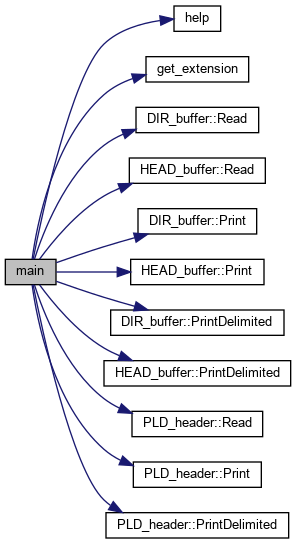 help
get_extension
DIR_buffer::Read
HEAD_buffer::Read
DIR_buffer::Print
main
HEAD_buffer::Print
DIR_buffer::PrintDelimited
HEAD_buffer::PrintDelimited
PLD_header::Read
PLD_header::Print
PLD_header::PrintDelimited